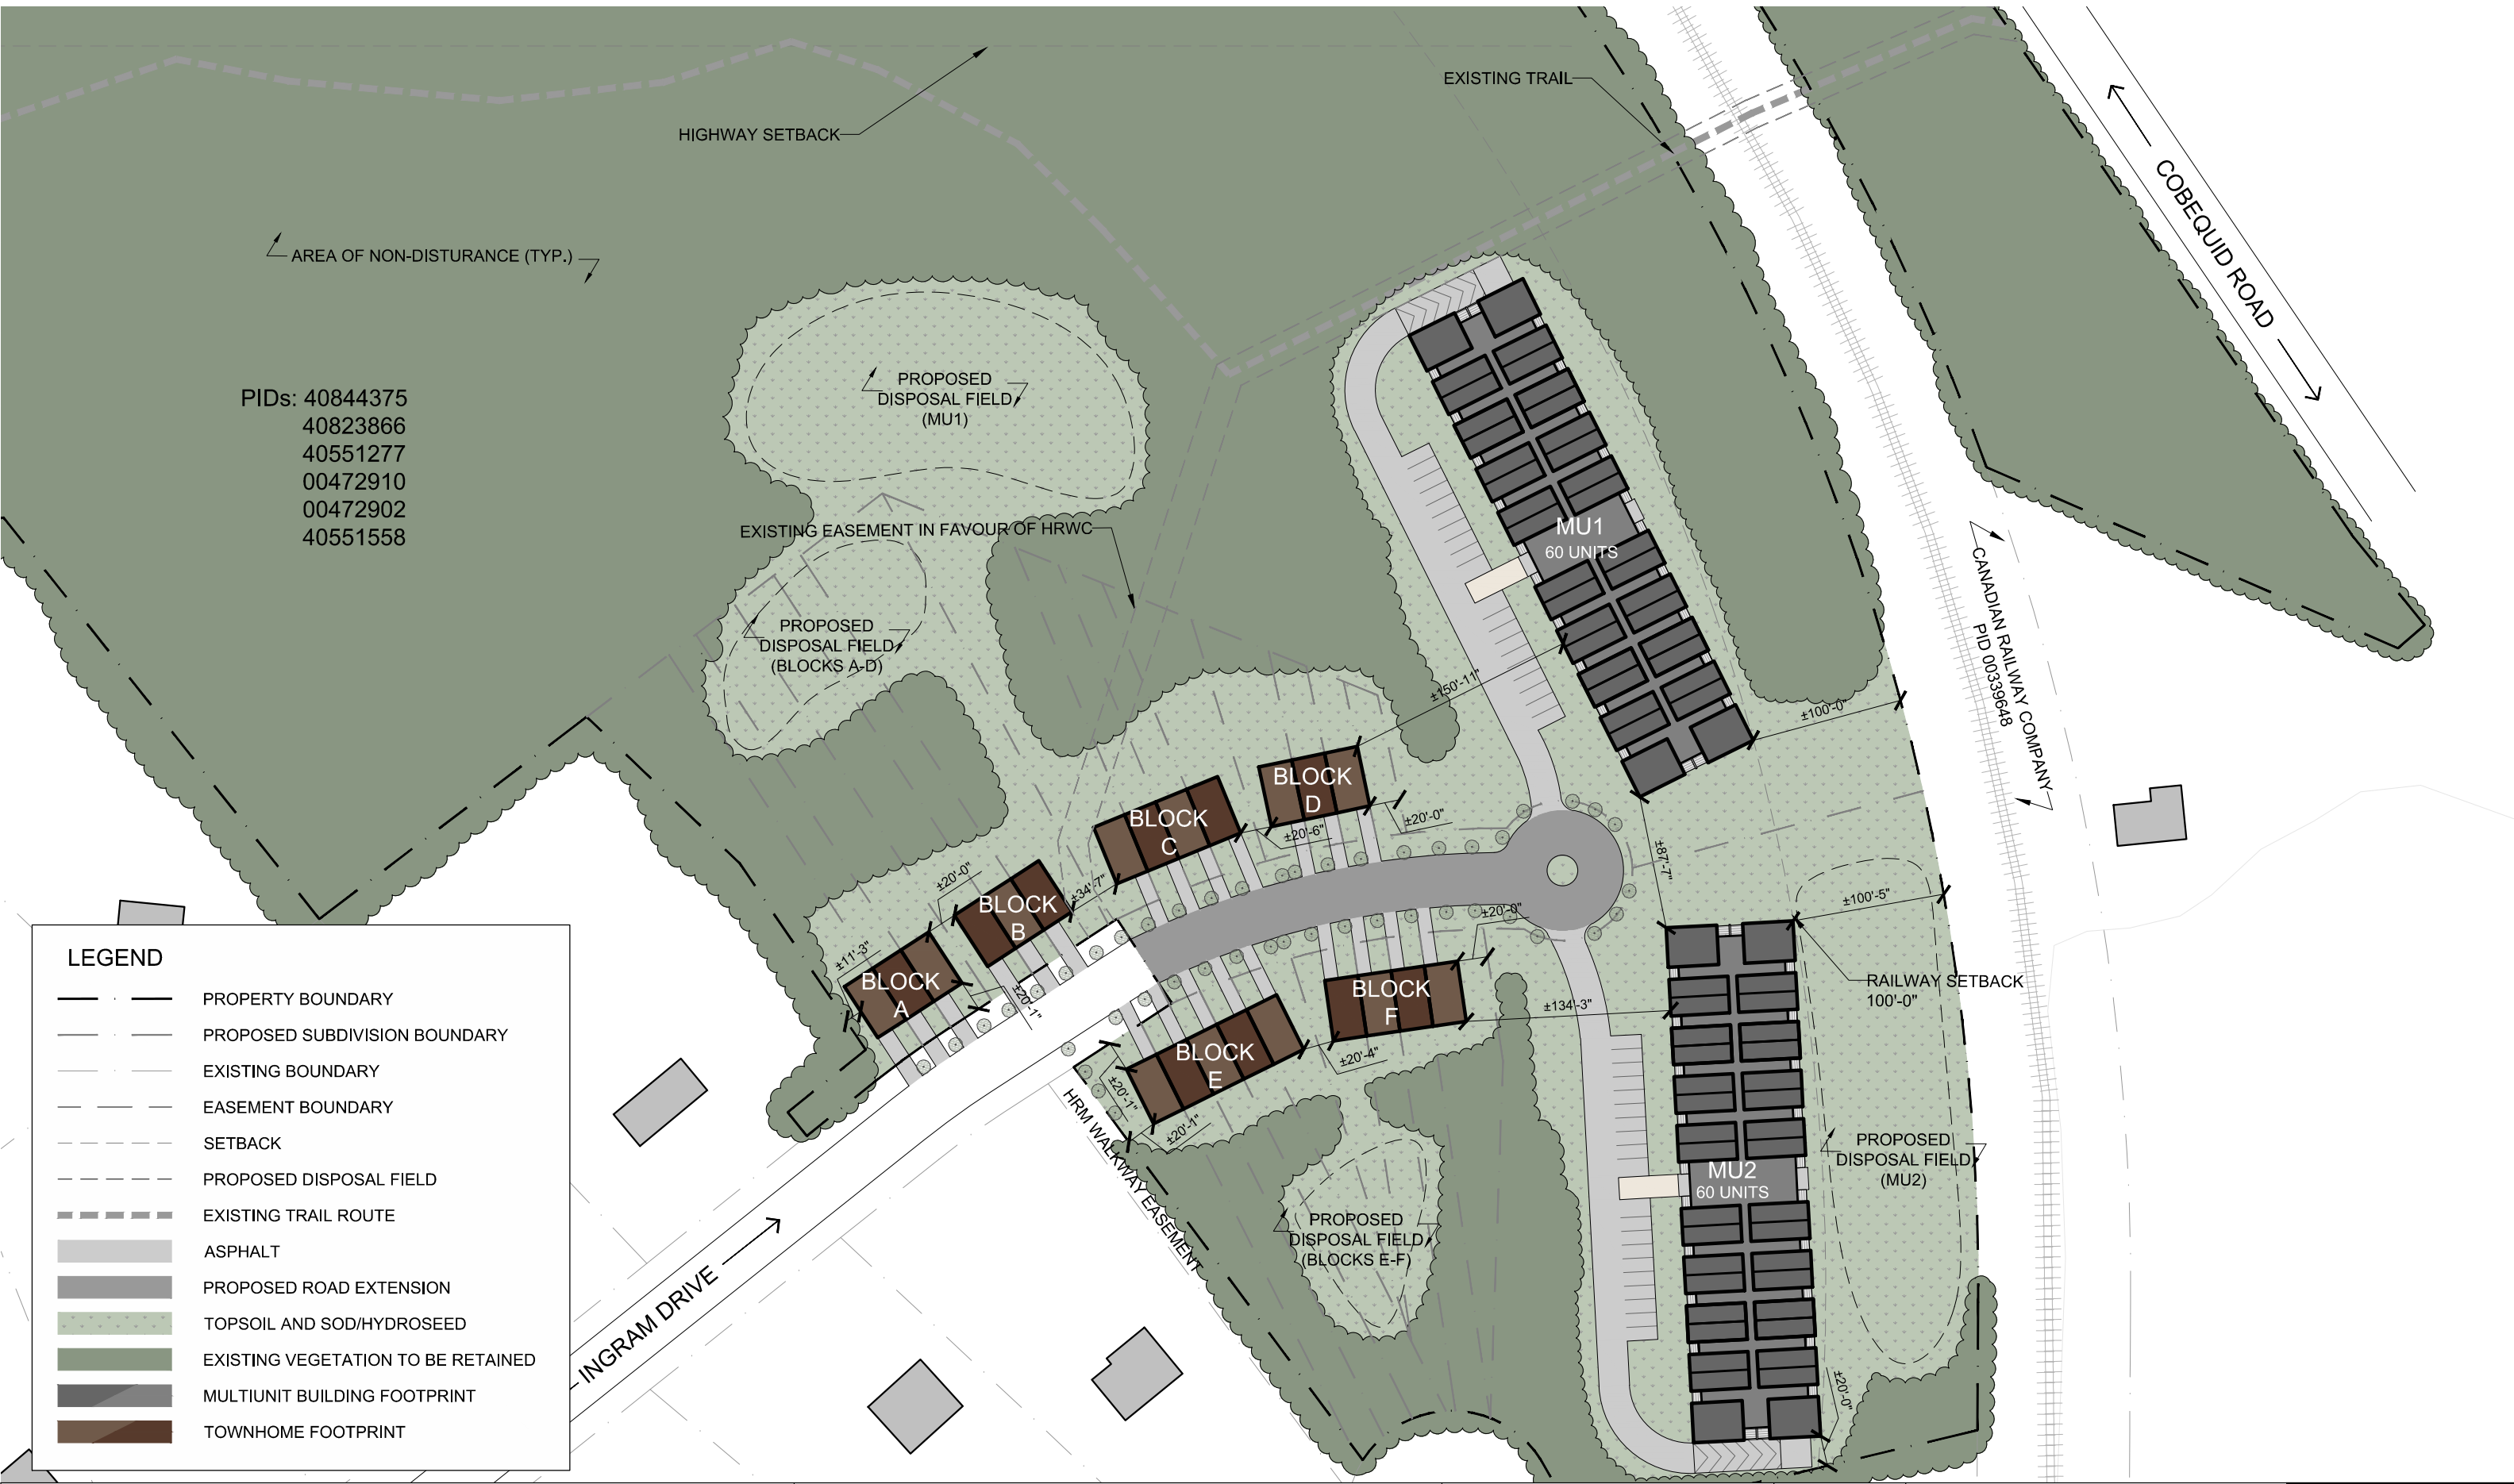 HIGHWAY SETBACK
EXISTING TRAIL
COBEQUID ROAD
AREA OF NON-DISTURANCE (TYP.)
PIDs: 40844375
40823866
40551277
00472910
00472902
40551558
PROPOSED
DISPOSAL FIELD
(MU1)
EXISTING EASEMENT IN FAVOUR OF HRWC
MU1
60 UNITS
PROPOSED
DISPOSAL FIELD
(BLOCKS A-D)
CANADIAN RAILWAY COMPANY
PID 00339648
±150'-11"
±100'-0"
BLOCK
D
BLOCK
C
±20'-6"
±20'-0"
±87'-7"
±20'-0"
BLOCK
B
±34'-7"
±100'-5"
±20'-0"
±11'-3"
BLOCK
A
±20'-1"
BLOCK
F
RAILWAY SETBACK
100'-0"
±134'-3"
BLOCK
E
±20'-4"
±20'-1"
±20'-1"
HRM WALKWAY EASEMENT
PROPOSED
DISPOSAL FIELD
(MU2)
MU2
60 UNITS
PROPOSED
DISPOSAL FIELD
(BLOCKS E-F)
INGRAM DRIVE
±20'-0"
LEGEND
PROPERTY BOUNDARY
PROPOSED SUBDIVISION BOUNDARY
EXISTING BOUNDARY
EASEMENT BOUNDARY
SETBACK
PROPOSED DISPOSAL FIELD
EXISTING TRAIL ROUTE
ASPHALT
PROPOSED ROAD EXTENSION
TOPSOIL AND SOD/HYDROSEED
EXISTING VEGETATION TO BE RETAINED
MULTIUNIT BUILDING FOOTPRINT
TOWNHOME FOOTPRINT